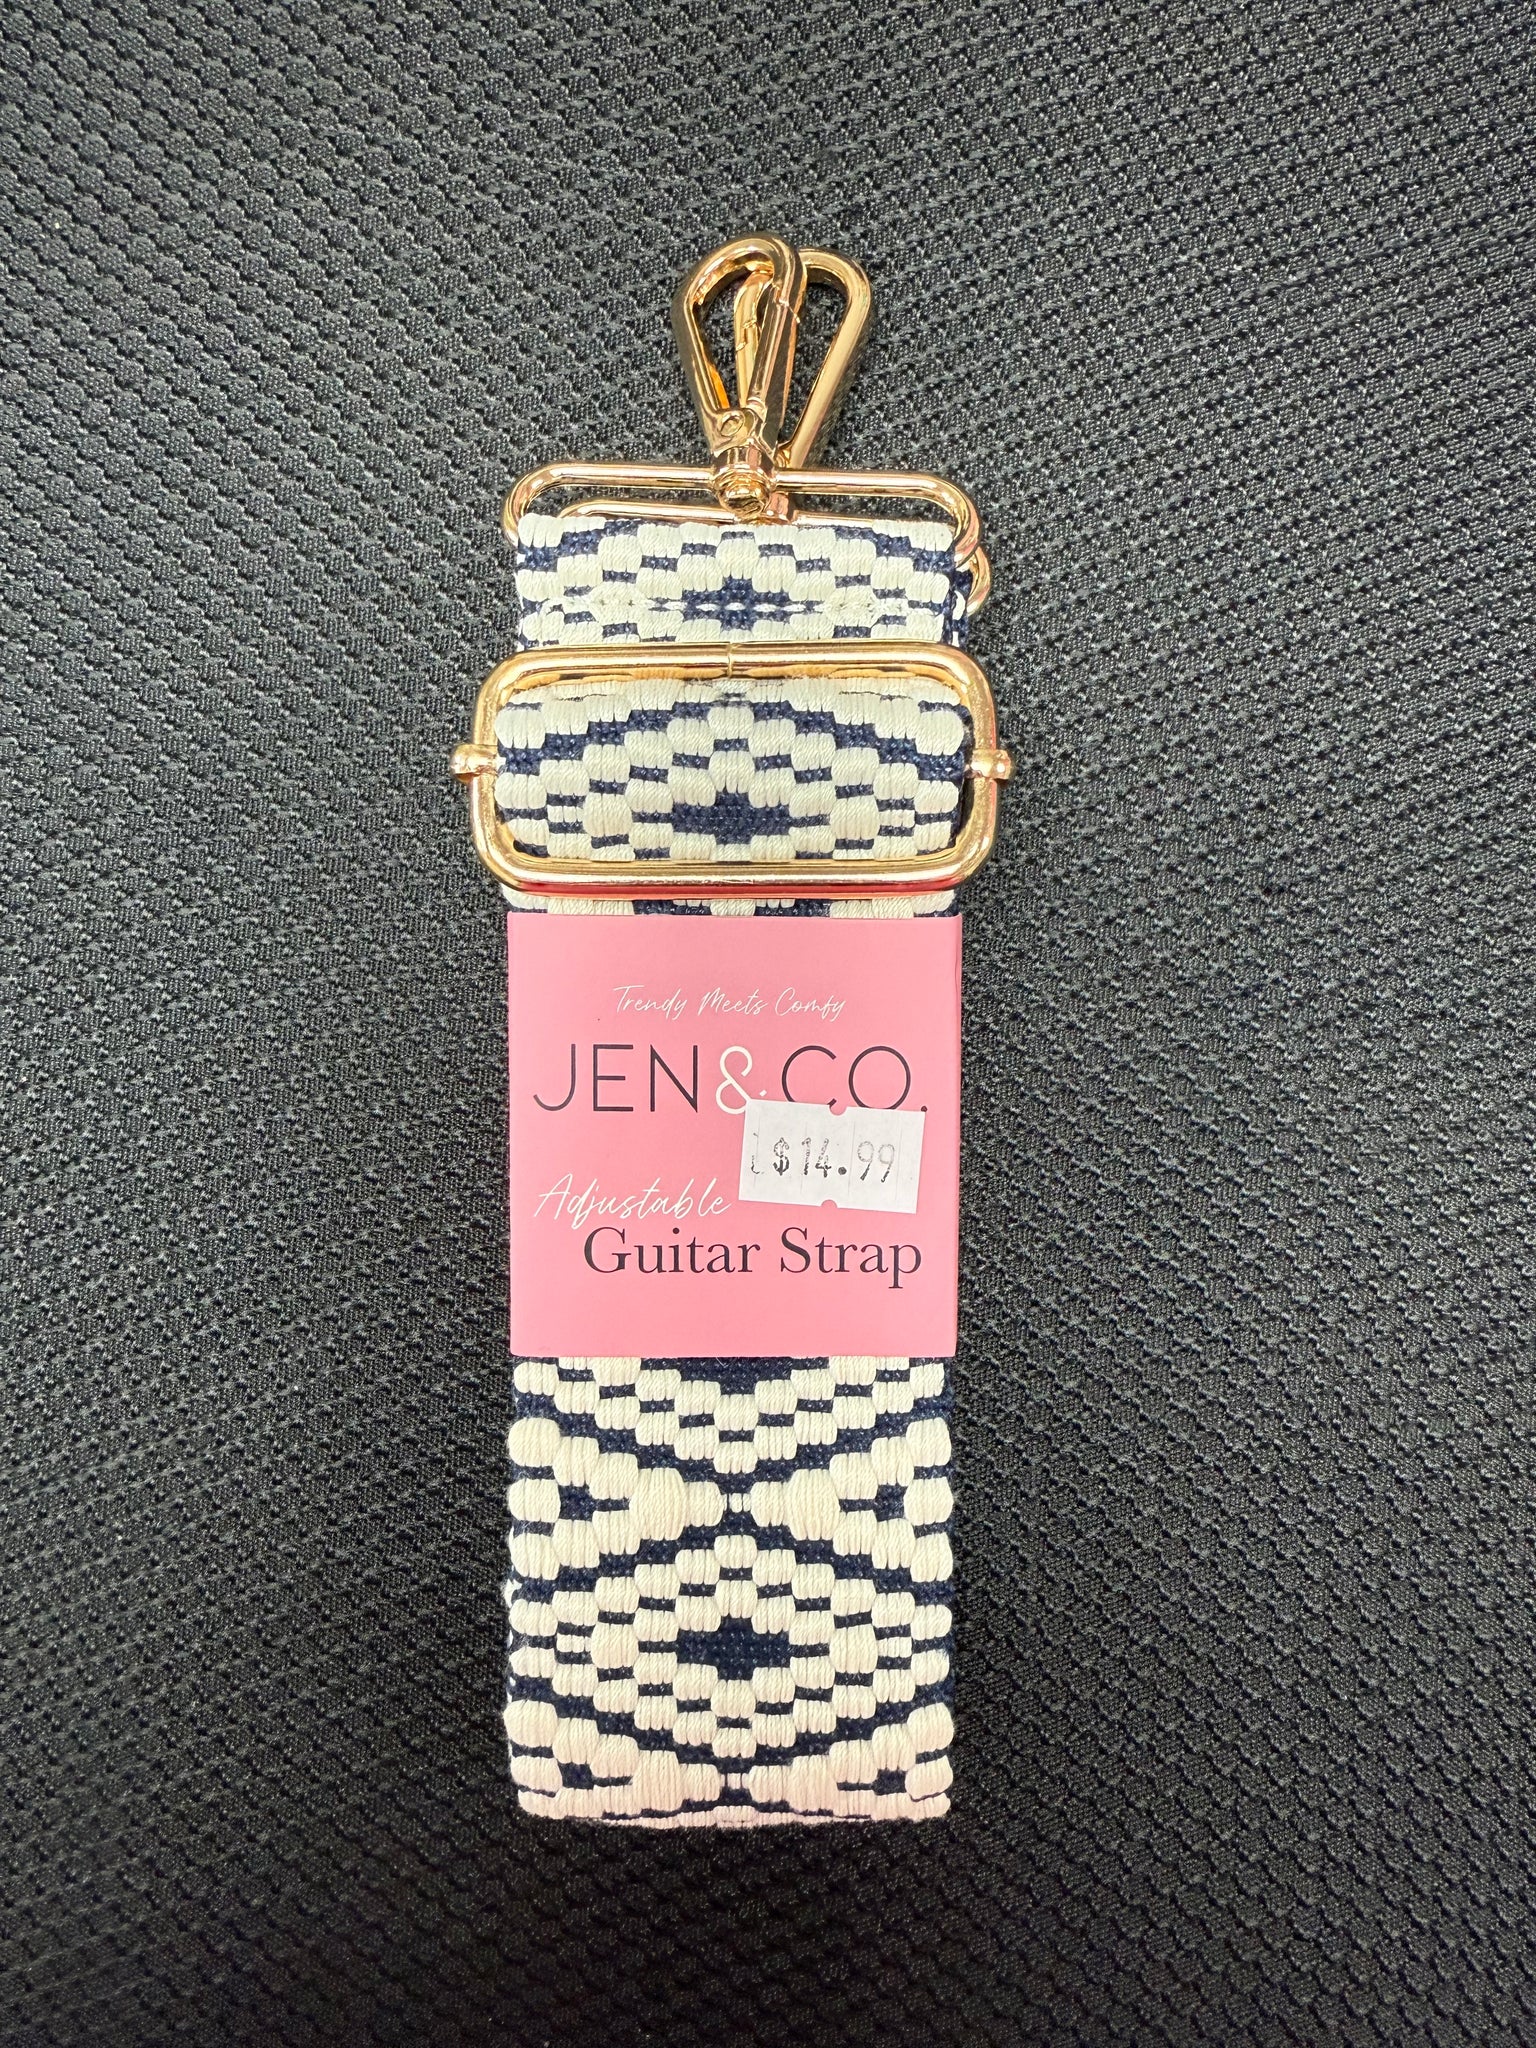 Trendy Meets Comfy
JEN & CO.
$14.99
Adjustable
Guitar Strap